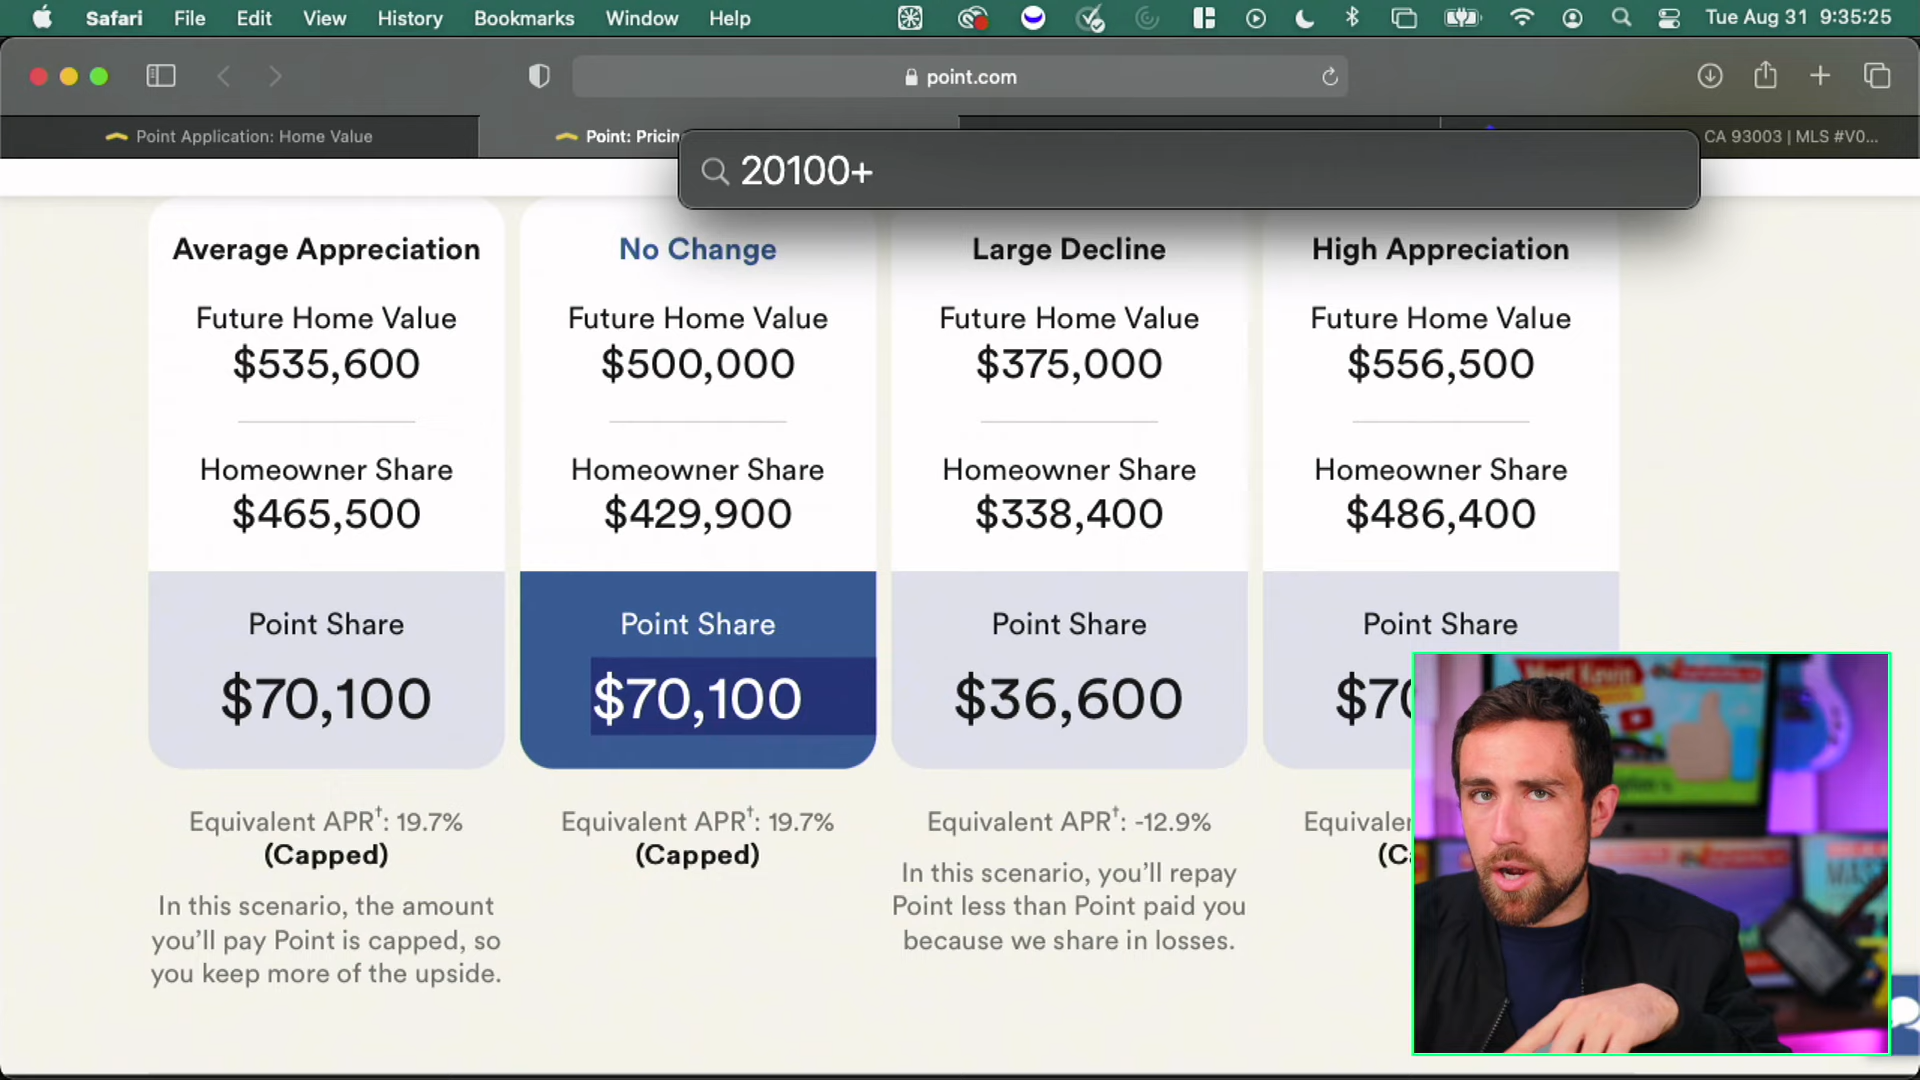 Safari File Edit View History Bookmarks Window Help Tue Aug 31 9:35:25
point.com
Point Application: Home Value
Point: Pricin
CA 93003 | MLS #V0...
20100+
Average Appreciation
Future Home Value
$535,600
Homeowner Share
$465,500
Point Share
$70,100
Equivalent APR†: 19.7%
(Capped)
In this scenario, the amount
you'll pay Point is capped, so
you keep more of the upside.
No Change
Future Home Value
$500,000
Homeowner Share
$429,900
Point Share
$70,100
Equivalent APR†: 19.7%
(Capped)
Large Decline
Future Home Value
$375,000
Homeowner Share
$338,400
Point Share
$36,600
Equivalent APR†: -12.9%
In this scenario, you'll repay
Point less than Point paid you
because we share in losses.
High Appreciation
Future Home Value
$556,500
Homeowner Share
$486,400
Point Share
$70
Equivaler
(C
Meet Kevin